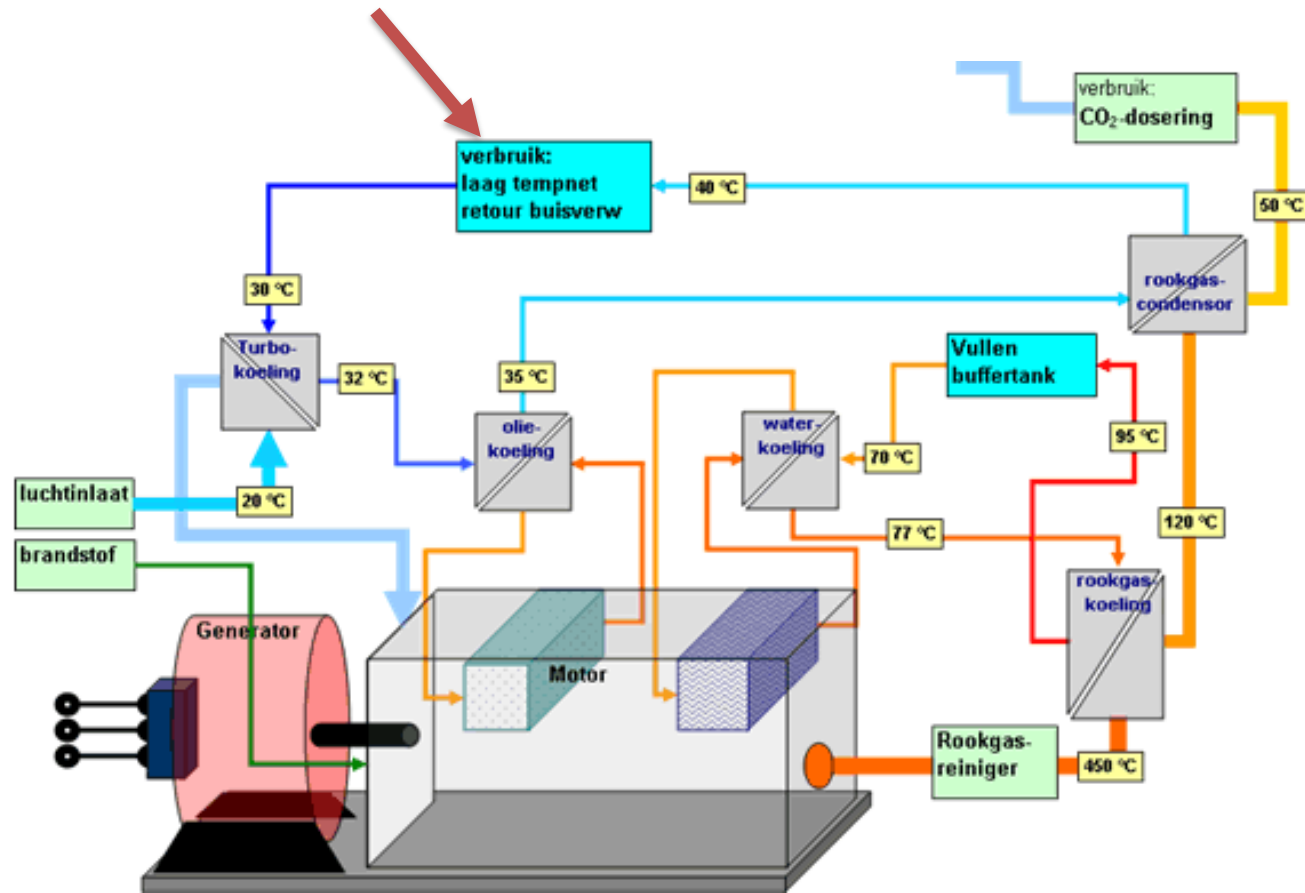 verbruik:
CO₂-dosering
verbruik:
laag tempnet
retour buisverw
40 °C
50 °C
30 °C
rookgas-
condensor
Turbo-
koeling
32 °C
35 °C
Vullen
buffertank
olie-
koeling
water-
koeling
70 °C
95 °C
luchtinlaat
20 °C
120 °C
77 °C
brandstof
rookgas-
koeling
Generator
Motor
Rookgas-
reiniger
450 °C